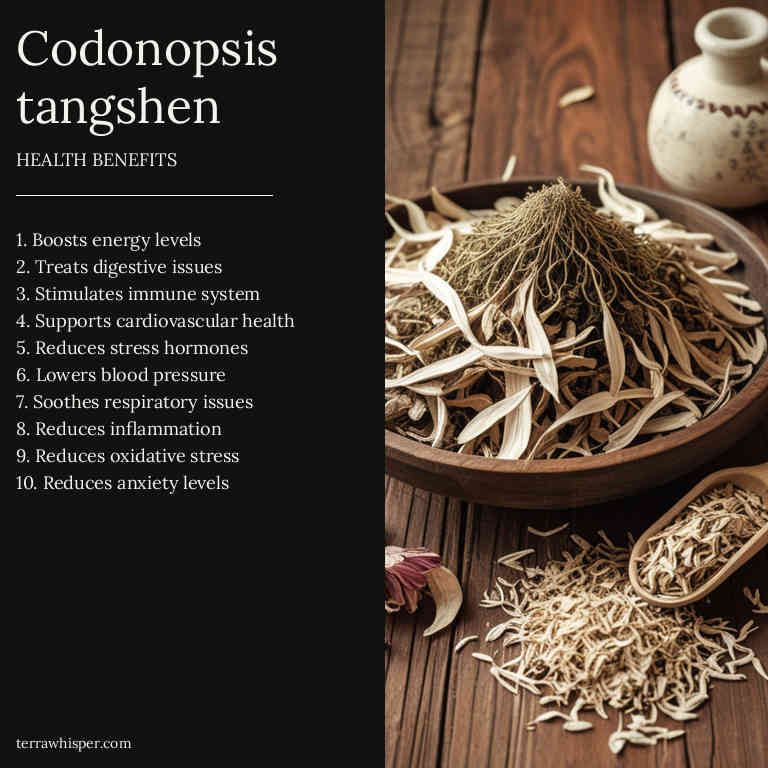 Codonopsis
tangshen
HEALTH BENEFITS
1. Boosts energy levels
2. Treats digestive issues
3. Stimulates immune system
4. Supports cardiovascular health
5. Reduces stress hormones
6. Lowers blood pressure
7. Soothes respiratory issues
8. Reduces inflammation
9. Reduces oxidative stress
10. Reduces anxiety levels
terrawhisper.com